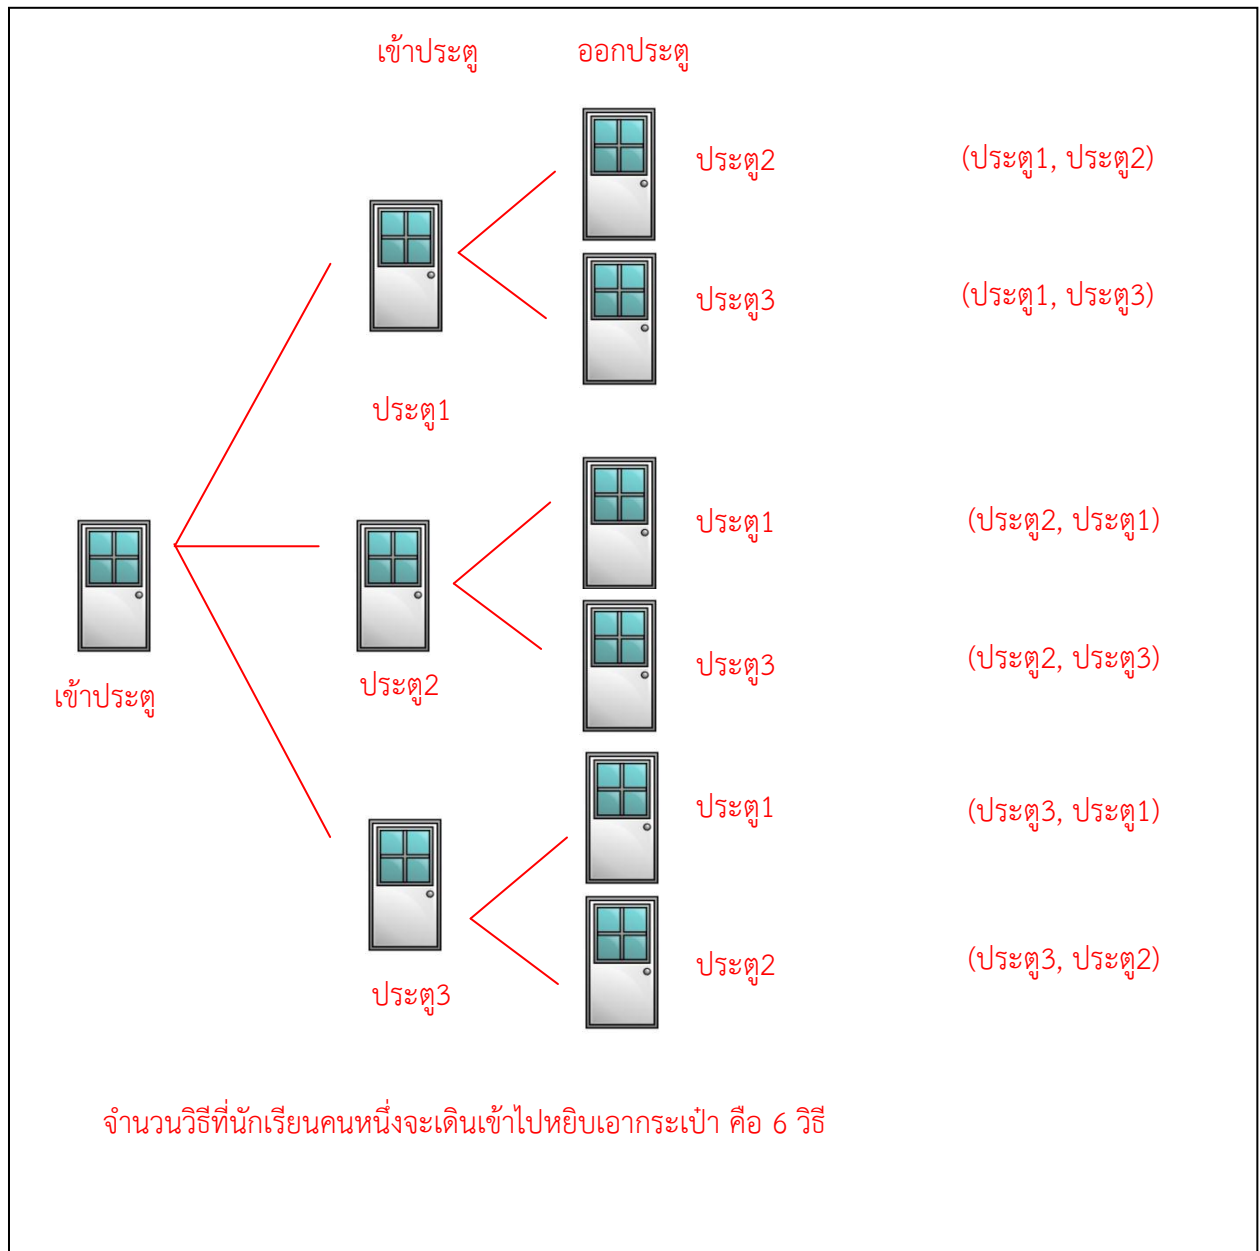 เข้าประตู ออกประตู
ประตู2 (ประตู1, ประตู2)
ประตู3 (ประตู1, ประตู3)
ประตู1
ประตู1 (ประตู2, ประตู1)
ประตู3 (ประตู2, ประตู3)
ประตู2
เข้าประตู
ประตู1 (ประตู3, ประตู1)
ประตู2 (ประตู3, ประตู2)
ประตู3
จำนวนวิธีที่นักเรียนคนหนึ่งจะเดินเข้าไปหยิบเอากระเป๋า คือ 6 วิธี